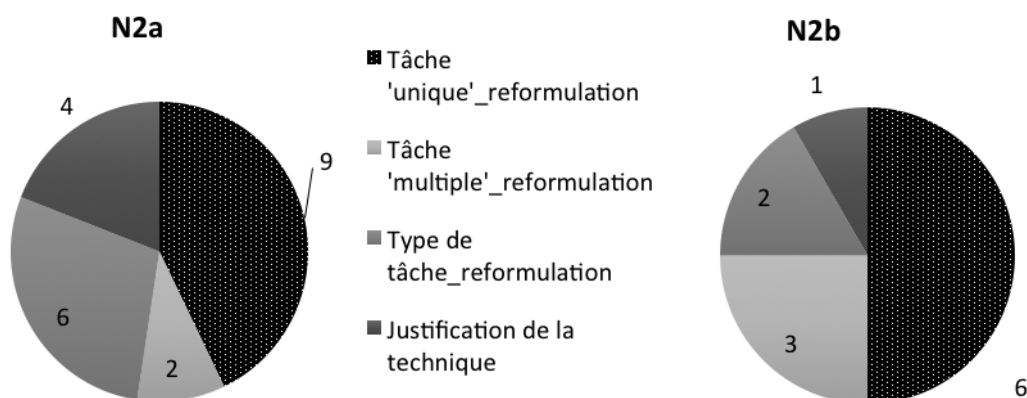 N2a
4
9
6
2
Tâche
'unique'_reformulation
Tâche
'multiple'_reformulation
Type de
tâche_reformulation
Justification de la
technique
N2b
1
2
3
6